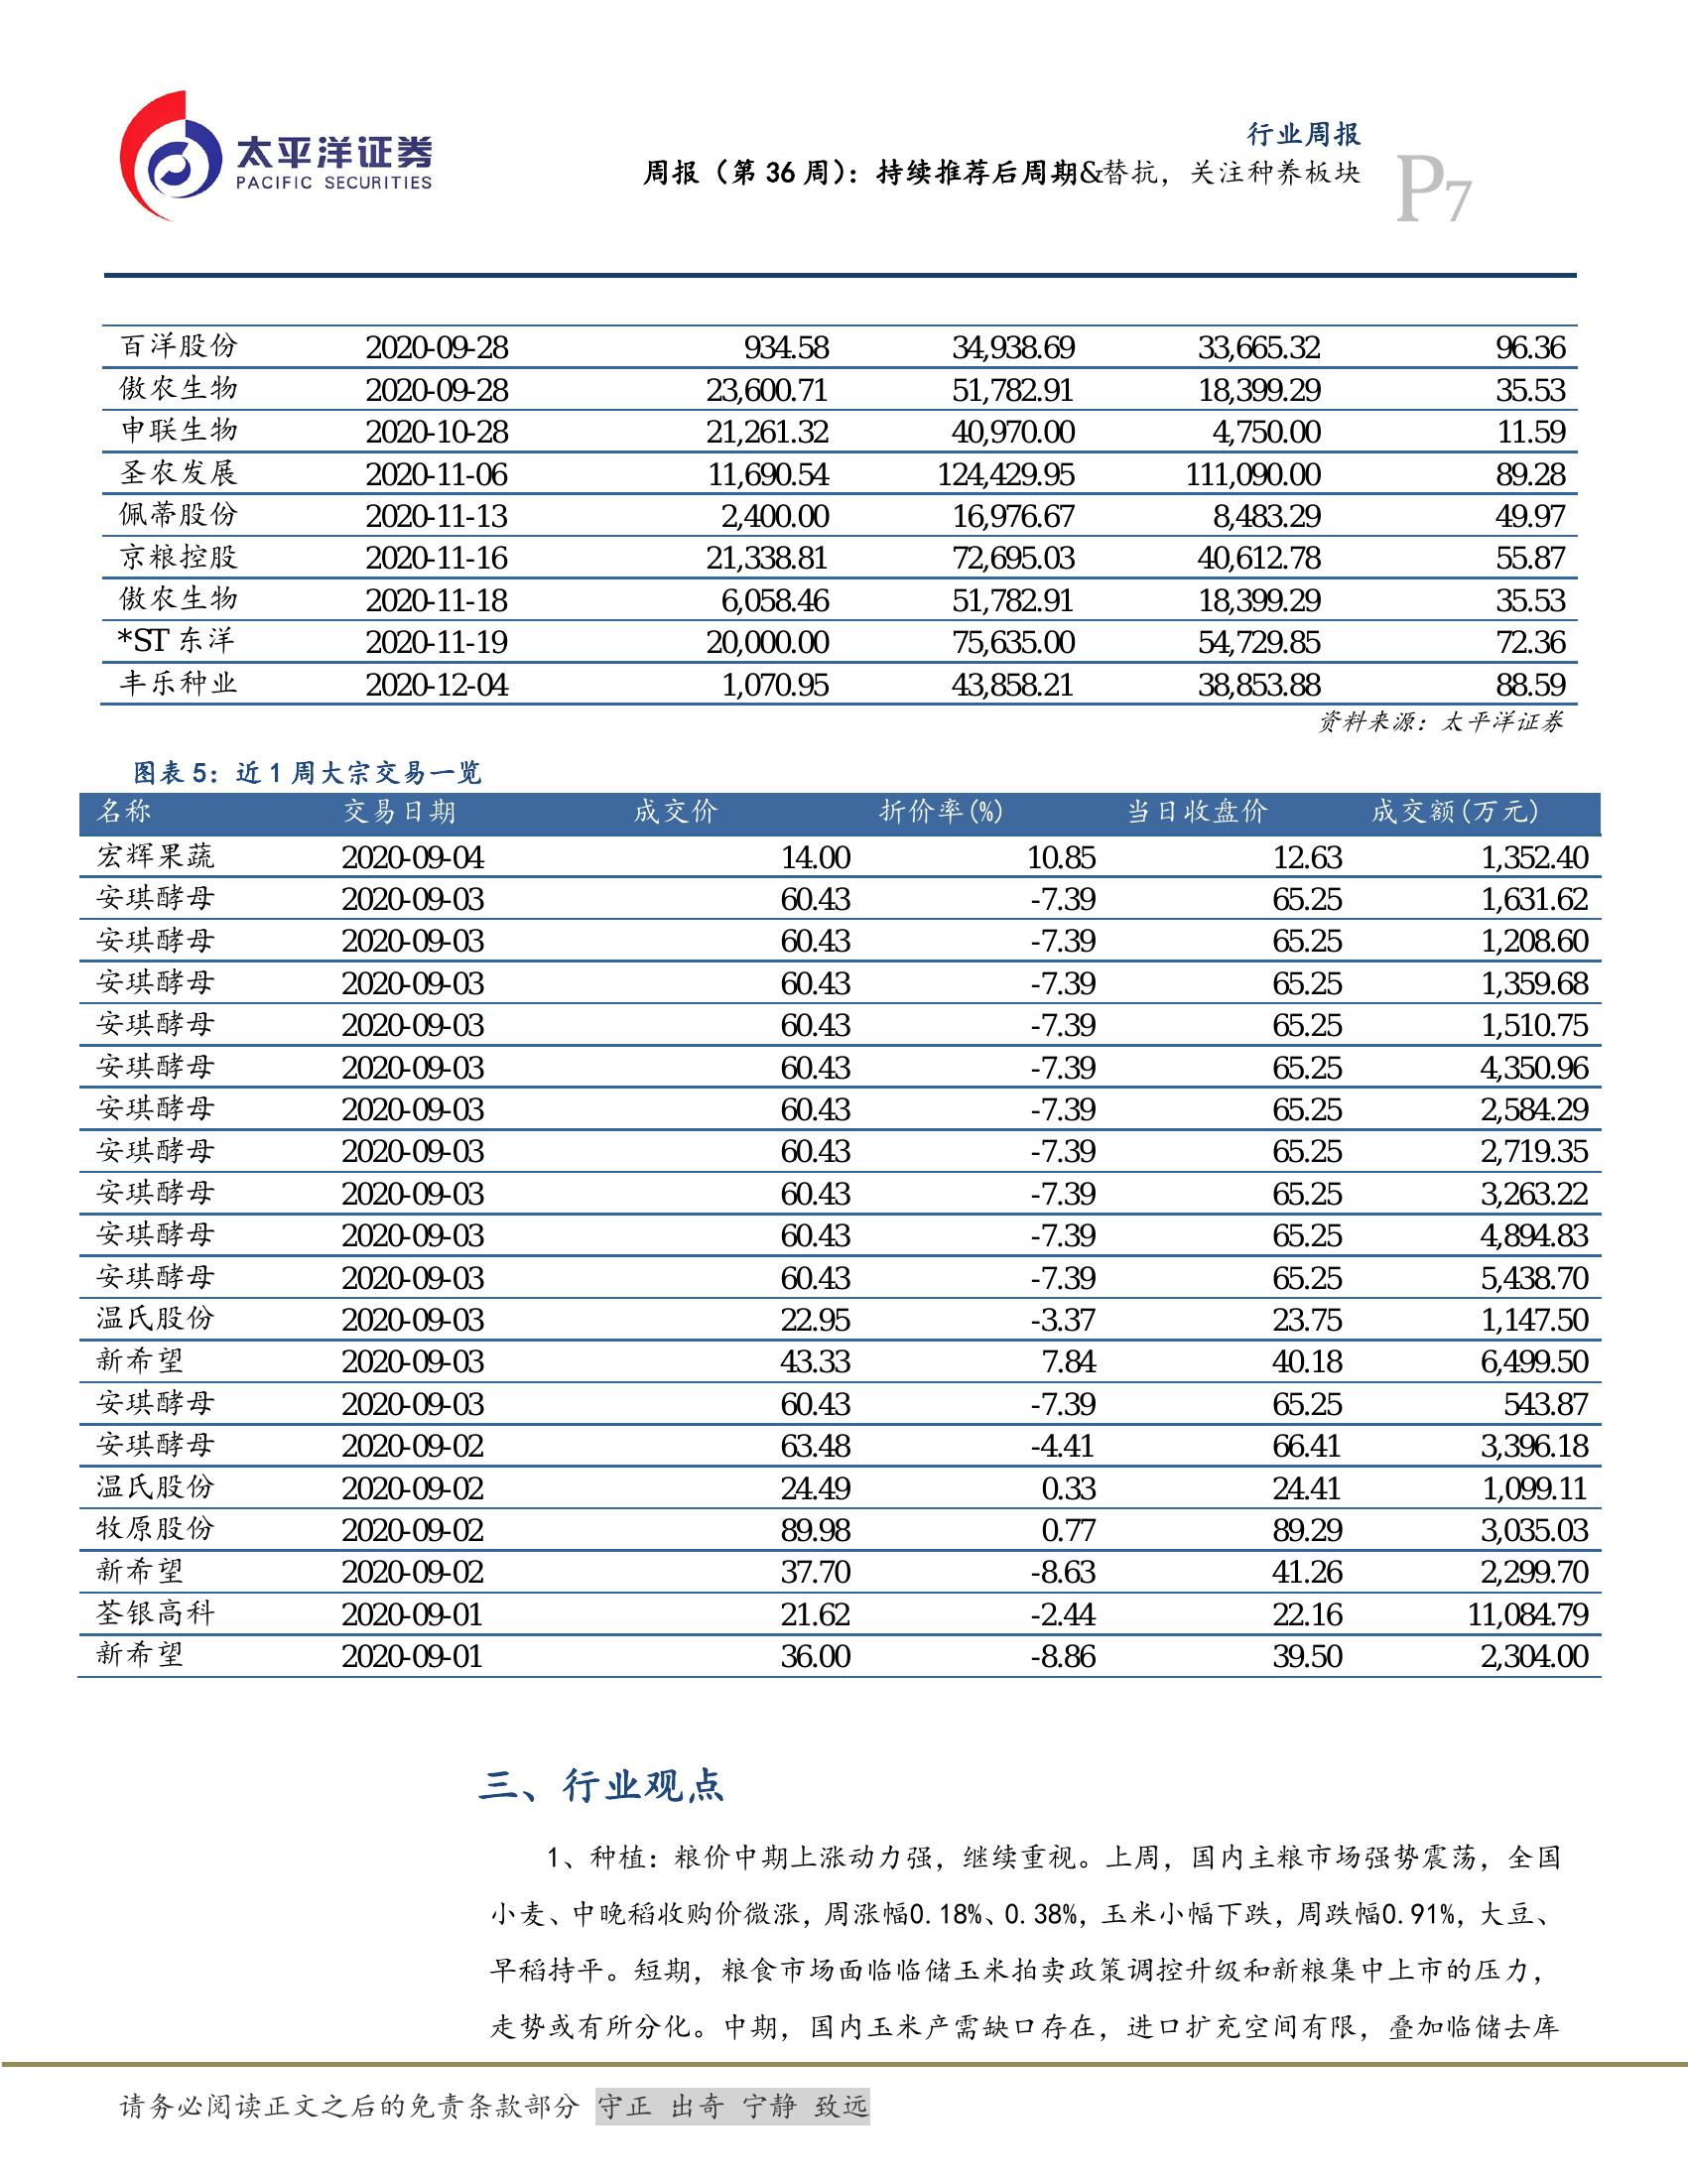 太平洋证券
PACIFIC SECURITIES
行业周报
周报（第 36 周）：持续推荐后周期&替抗，关注种养板块
P7
百洋股份 2020-09-28 934.58 34,938.69 33,665.32 96.36
傲农生物 2020-09-28 23,600.71 51,782.91 18,399.29 35.53
申联生物 2020-10-28 21,261.32 40,970.00 4,750.00 11.59
圣农发展 2020-11-06 11,690.54 124,429.95 111,090.00 89.28
佩蒂股份 2020-11-13 2,400.00 16,976.67 8,483.29 49.97
京粮控股 2020-11-16 21,338.81 72,695.03 40,612.78 55.87
傲农生物 2020-11-18 6,058.46 51,782.91 18,399.29 35.53
*ST 东洋 2020-11-19 20,000.00 75,635.00 54,729.85 72.36
丰乐种业 2020-12-04 1,070.95 43,858.21 38,853.88 88.59
资料来源：太平洋证券
图表 5：近 1 周大宗交易一览
名称 交易日期 成交价 折价率(%) 当日收盘价 成交额(万元)
宏辉果蔬 2020-09-04 14.00 10.85 12.63 1,352.40
安琪酵母 2020-09-03 60.43 -7.39 65.25 1,631.62
安琪酵母 2020-09-03 60.43 -7.39 65.25 1,208.60
安琪酵母 2020-09-03 60.43 -7.39 65.25 1,359.68
安琪酵母 2020-09-03 60.43 -7.39 65.25 1,510.75
安琪酵母 2020-09-03 60.43 -7.39 65.25 4,350.96
安琪酵母 2020-09-03 60.43 -7.39 65.25 2,584.29
安琪酵母 2020-09-03 60.43 -7.39 65.25 2,719.35
安琪酵母 2020-09-03 60.43 -7.39 65.25 3,263.22
安琪酵母 2020-09-03 60.43 -7.39 65.25 4,894.83
安琪酵母 2020-09-03 60.43 -7.39 65.25 5,438.70
温氏股份 2020-09-03 22.95 -3.37 23.75 1,147.50
新希望 2020-09-03 43.33 7.84 40.18 6,499.50
安琪酵母 2020-09-03 60.43 -7.39 65.25 543.87
安琪酵母 2020-09-02 63.48 -4.41 66.41 3,396.18
温氏股份 2020-09-02 24.49 0.33 24.41 1,099.11
牧原股份 2020-09-02 89.98 0.77 89.29 3,035.03
新希望 2020-09-02 37.70 -8.63 41.26 2,299.70
荃银高科 2020-09-01 21.62 -2.44 22.16 11,084.79
新希望 2020-09-01 36.00 -8.86 39.50 2,304.00
三、行业观点
1、种植：粮价中期上涨动力强，继续重视。上周，国内主粮市场强势震荡，全国
小麦、中晚稻收购价微涨，周涨幅0.18%、0.38%，玉米小幅下跌，周跌幅0.91%，大豆、
早稻持平。短期，粮食市场面临临储玉米拍卖政策调控升级和新粮集中上市的压力，
走势或有所分化。中期，国内玉米产需缺口存在，进口扩充空间有限，叠加临储去库
请务必阅读正文之后的免责条款部分 守正 出奇 宁静 致远